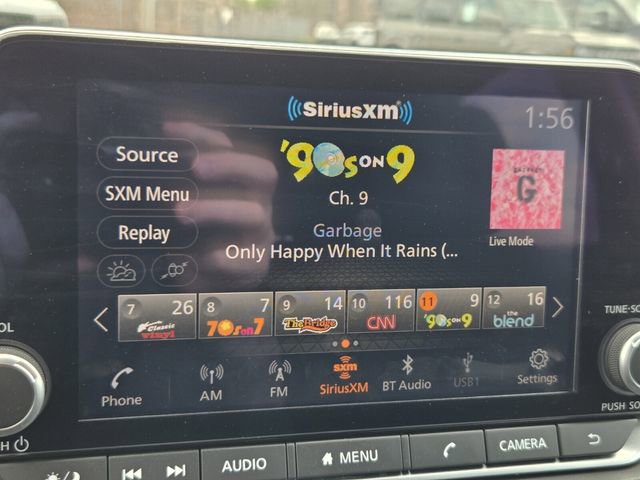 SiriusXM
1:56
Source
'90s ON 9
G
SXM Menu
Ch. 9
Replay
Garbage
Live Mode
Only Happy When It Rains (...
7 26
Classic vinyl
8 7
70s on 7
9 14
The Bridge
10 116
CNN
11 9
'90s ON 9
12 16
the blend
Phone
AM
FM
sxm
SiriusXM
BT Audio
USB1
Settings
OL
TUNE·SC
PUSH SO
H
AUDIO
MENU
CAMERA